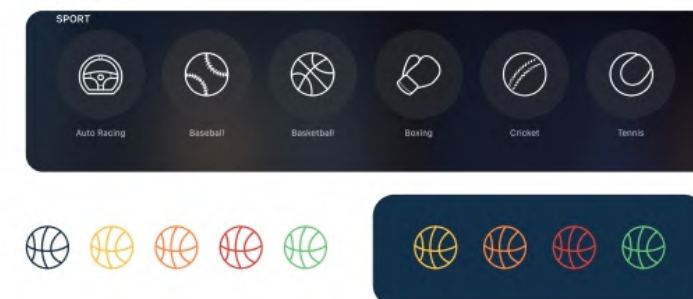 SPORT
Auto Racing
Baseball
Basketball
Boxing
Cricket
Tennis